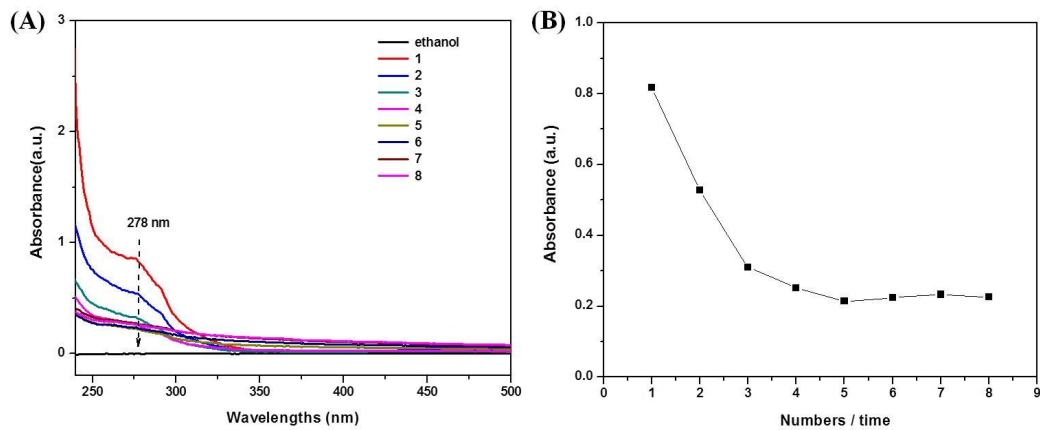 (A)
3
2
1
0
Absorbance(a.u.)
250 300 350 400 450 500
Wavelengths (nm)
278 nm
ethanol
1
2
3
4
5
6
7
8
(B)
1.0
0.8
0.6
0.4
0.2
0.0
Absorbance (a.u.)
0 1 2 3 4 5 6 7 8 9
Numbers / time